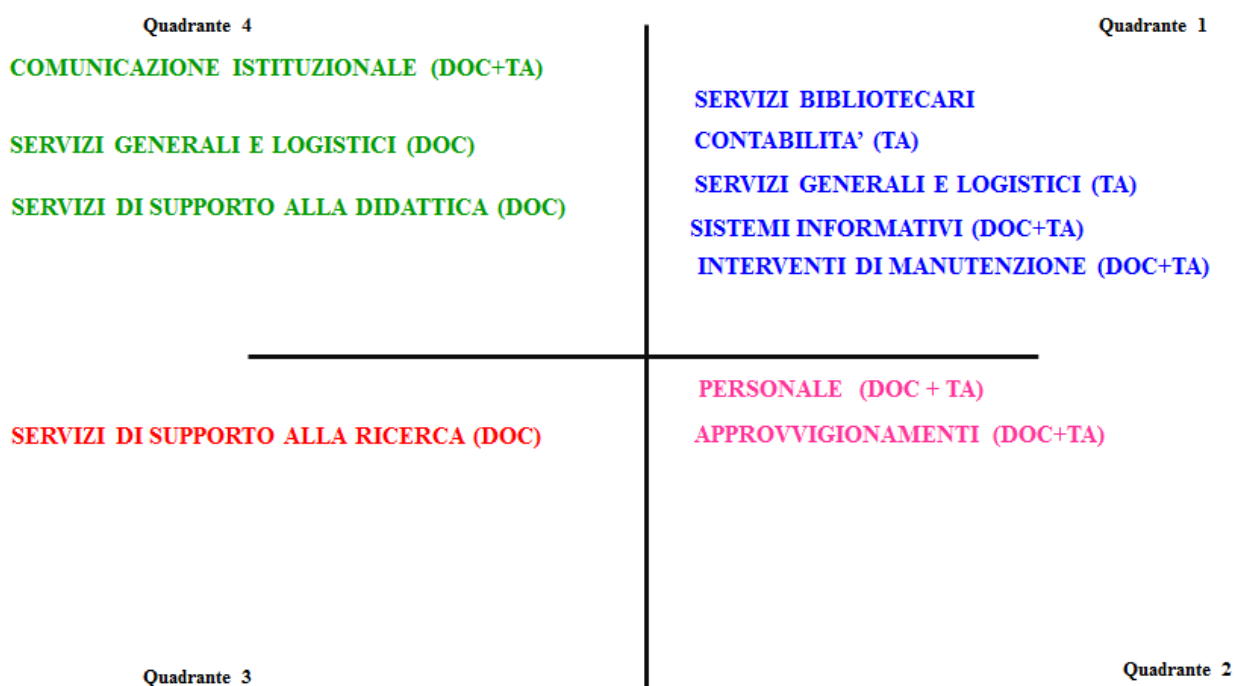 Quadrante 4
COMUNICAZIONE ISTITUZIONALE (DOC+TA)
SERVIZI GENERALI E LOGISTICI (DOC)
SERVIZI DI SUPPORTO ALLA DIDATTICA (DOC)
Quadrante 1
SERVIZI BIBLIOTECARI
CONTABILITA’ (TA)
SERVIZI GENERALI E LOGISTICI (TA)
SISTEMI INFORMATIVI (DOC+TA)
INTERVENTI DI MANUTENZIONE (DOC+TA)
SERVIZI DI SUPPORTO ALLA RICERCA (DOC)
Quadrante 3
PERSONALE (DOC + TA)
APPROVVIGIONAMENTI (DOC+TA)
Quadrante 2